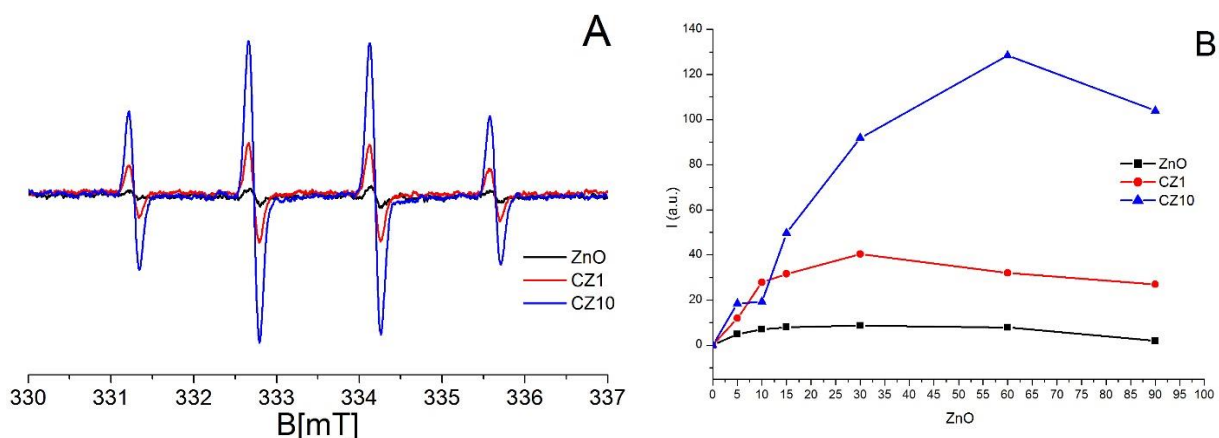 A
ZnO
CZ1
CZ10
330 331 332 333 334 335 336 337
B[mT]
B
140
120
100
80
60
40
20
0
I (a.u.)
ZnO
CZ1
CZ10
0 5 10 15 20 25 30 35 40 45 50 55 60 65 70 75 80 85 90 95 100
ZnO